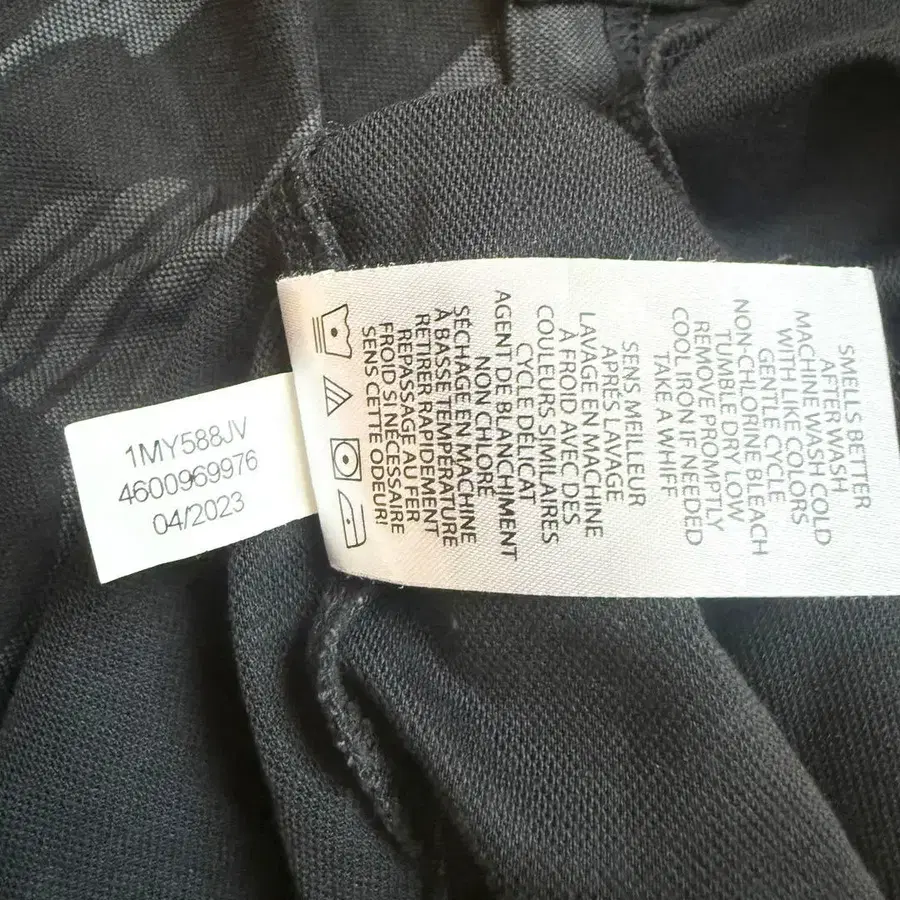 1MY588JV
4600969976
04/2023
SMELLS BETTER
AFTER WASH
MACHINE WASH COLD
WITH LIKE COLORS
GENTLE CYCLE
NON-CHLORINE BLEACH
TUMBLE DRY LOW
REMOVE PROMPTLY
COOL IRON IF NEEDED
TAKE A WHIFF
SENS MEILLEUR
APRÉS LAVAGE
LAVAGE EN MACHINE
À FROID AVEC DES
COULEURS SIMILAIRES
CYCLE DÉLICAT
AGENT DE BLANCHIMENT
NON CHLORÉ
SÉCHAGE EN MACHINE
À BASSE TEMPÉRATURE
RETIRER RAPIDEMENT
REPASSAGE AU FER
FROID SI NÉCESSAIRE
SENS CETTE ODEUR!